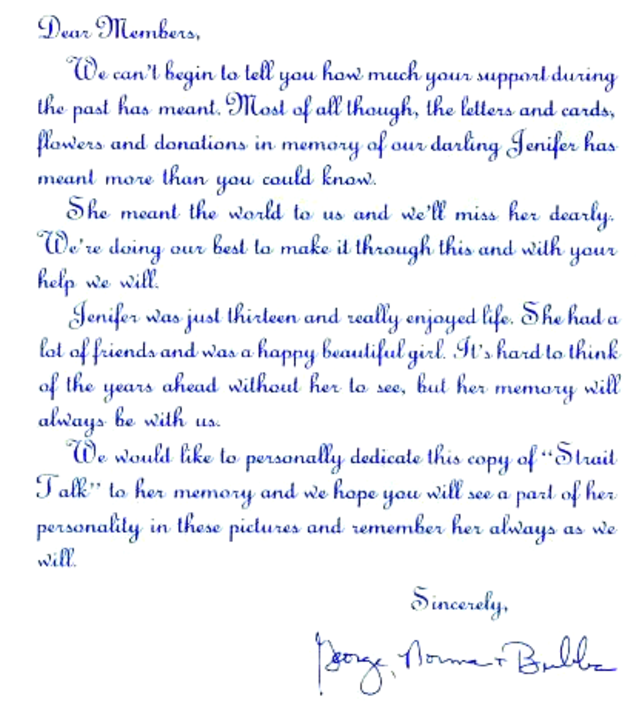 Dear Members,
We can't begin to tell you how much your support during
the past has meant. Most of all though, the letters and cards,
flowers and donations in memory of our darling Jenifer has
meant more than you could know.
She meant the world to us and we'll miss her dearly.
We're doing our best to make it through this and with your
help we will.
Jenifer was just thirteen and really enjoyed life. She had a
lot of friends and was a happy beautiful girl. It's hard to think
of the years ahead without her to see, but her memory will
always be with us.
We would like to personally dedicate this copy of "Strait
Talk" to her memory and we hope you will see a part of her
personality in these pictures and remember her always as we
will.
Sincerely,
George, Norma + Bubba